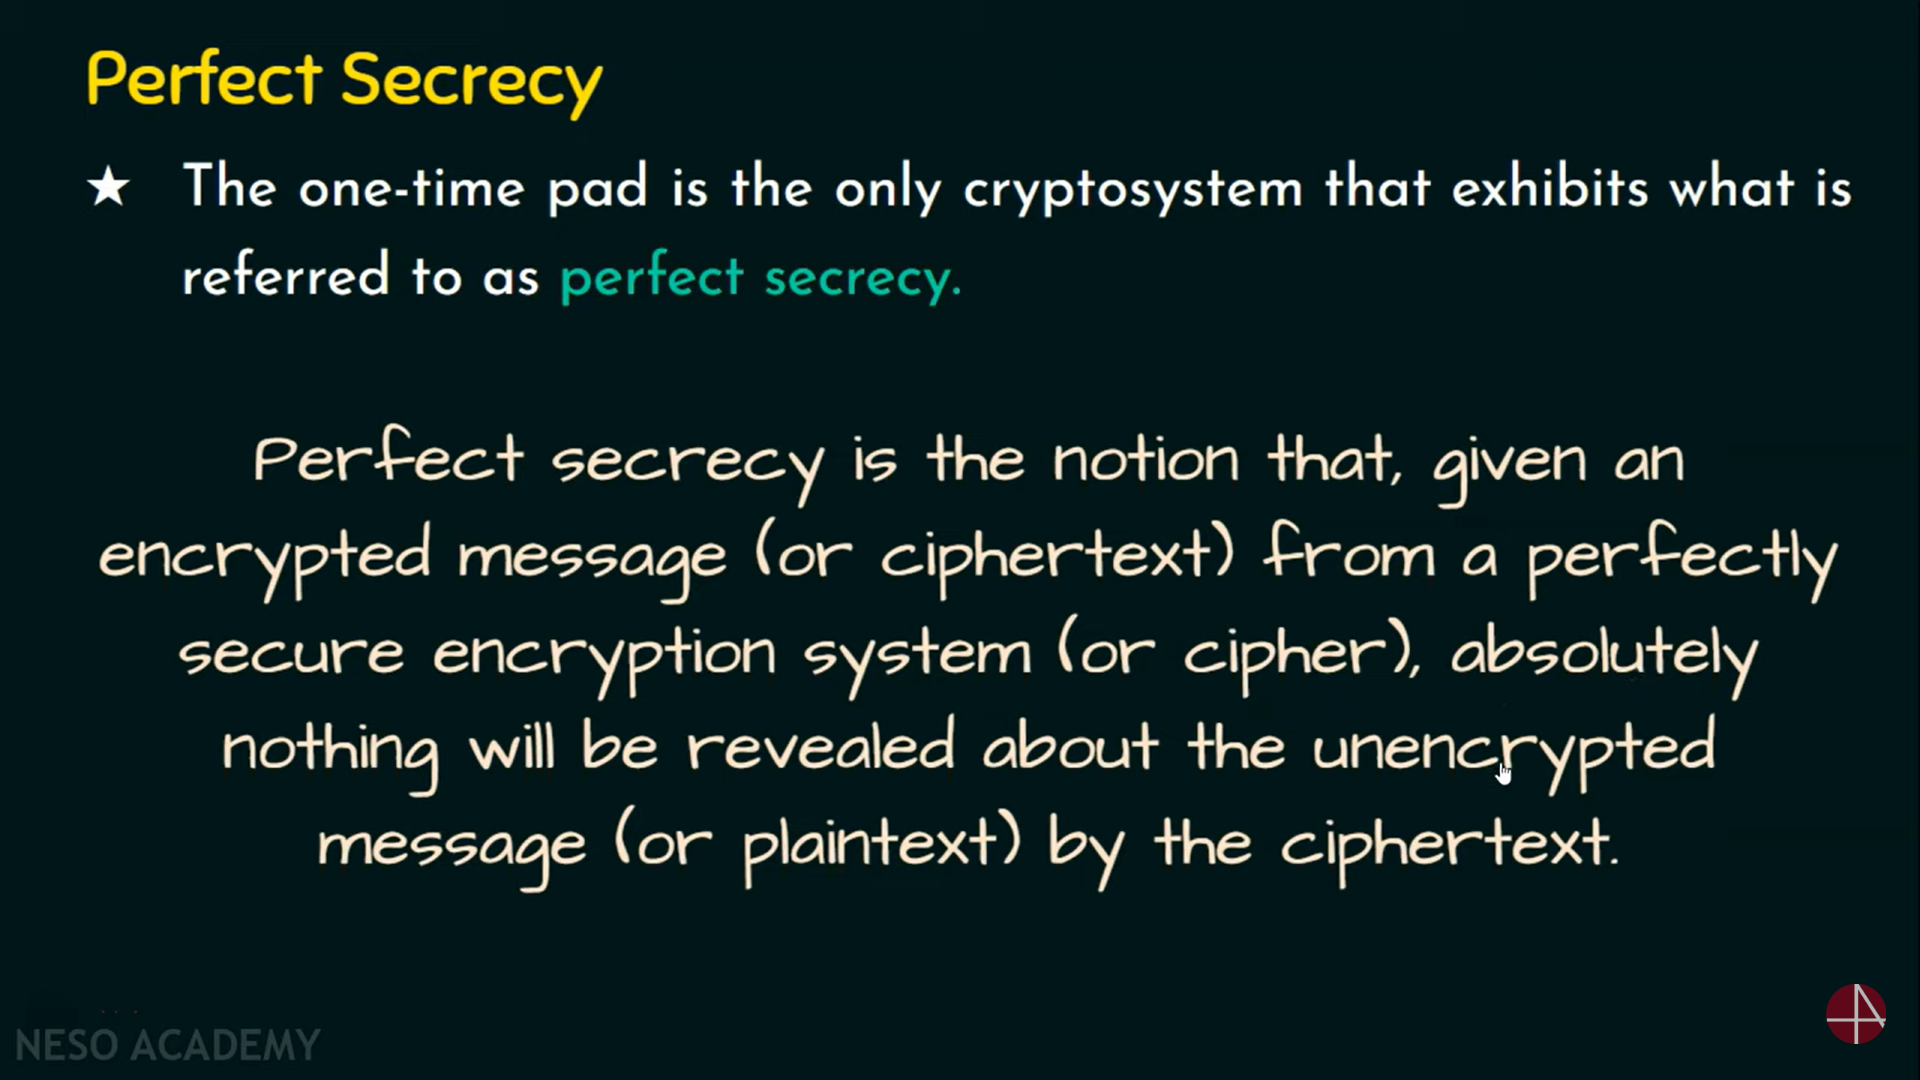 Perfect Secrecy
★ The one-time pad is the only cryptosystem that exhibits what is
referred to as perfect secrecy.
Perfect secrecy is the notion that, given an
encrypted message (or ciphertext) from a perfectly
secure encryption system (or cipher), absolutely
nothing will be revealed about the unencrypted
message (or plaintext) by the ciphertext.
NESO ACADEMY